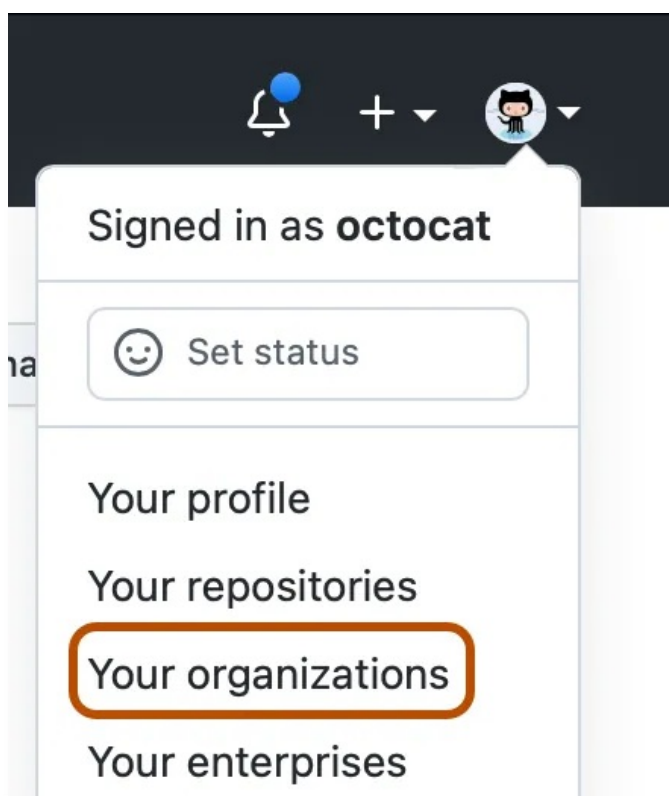 Signed in as octocat
Set status
Your profile
Your repositories
Your organizations
Your enterprises